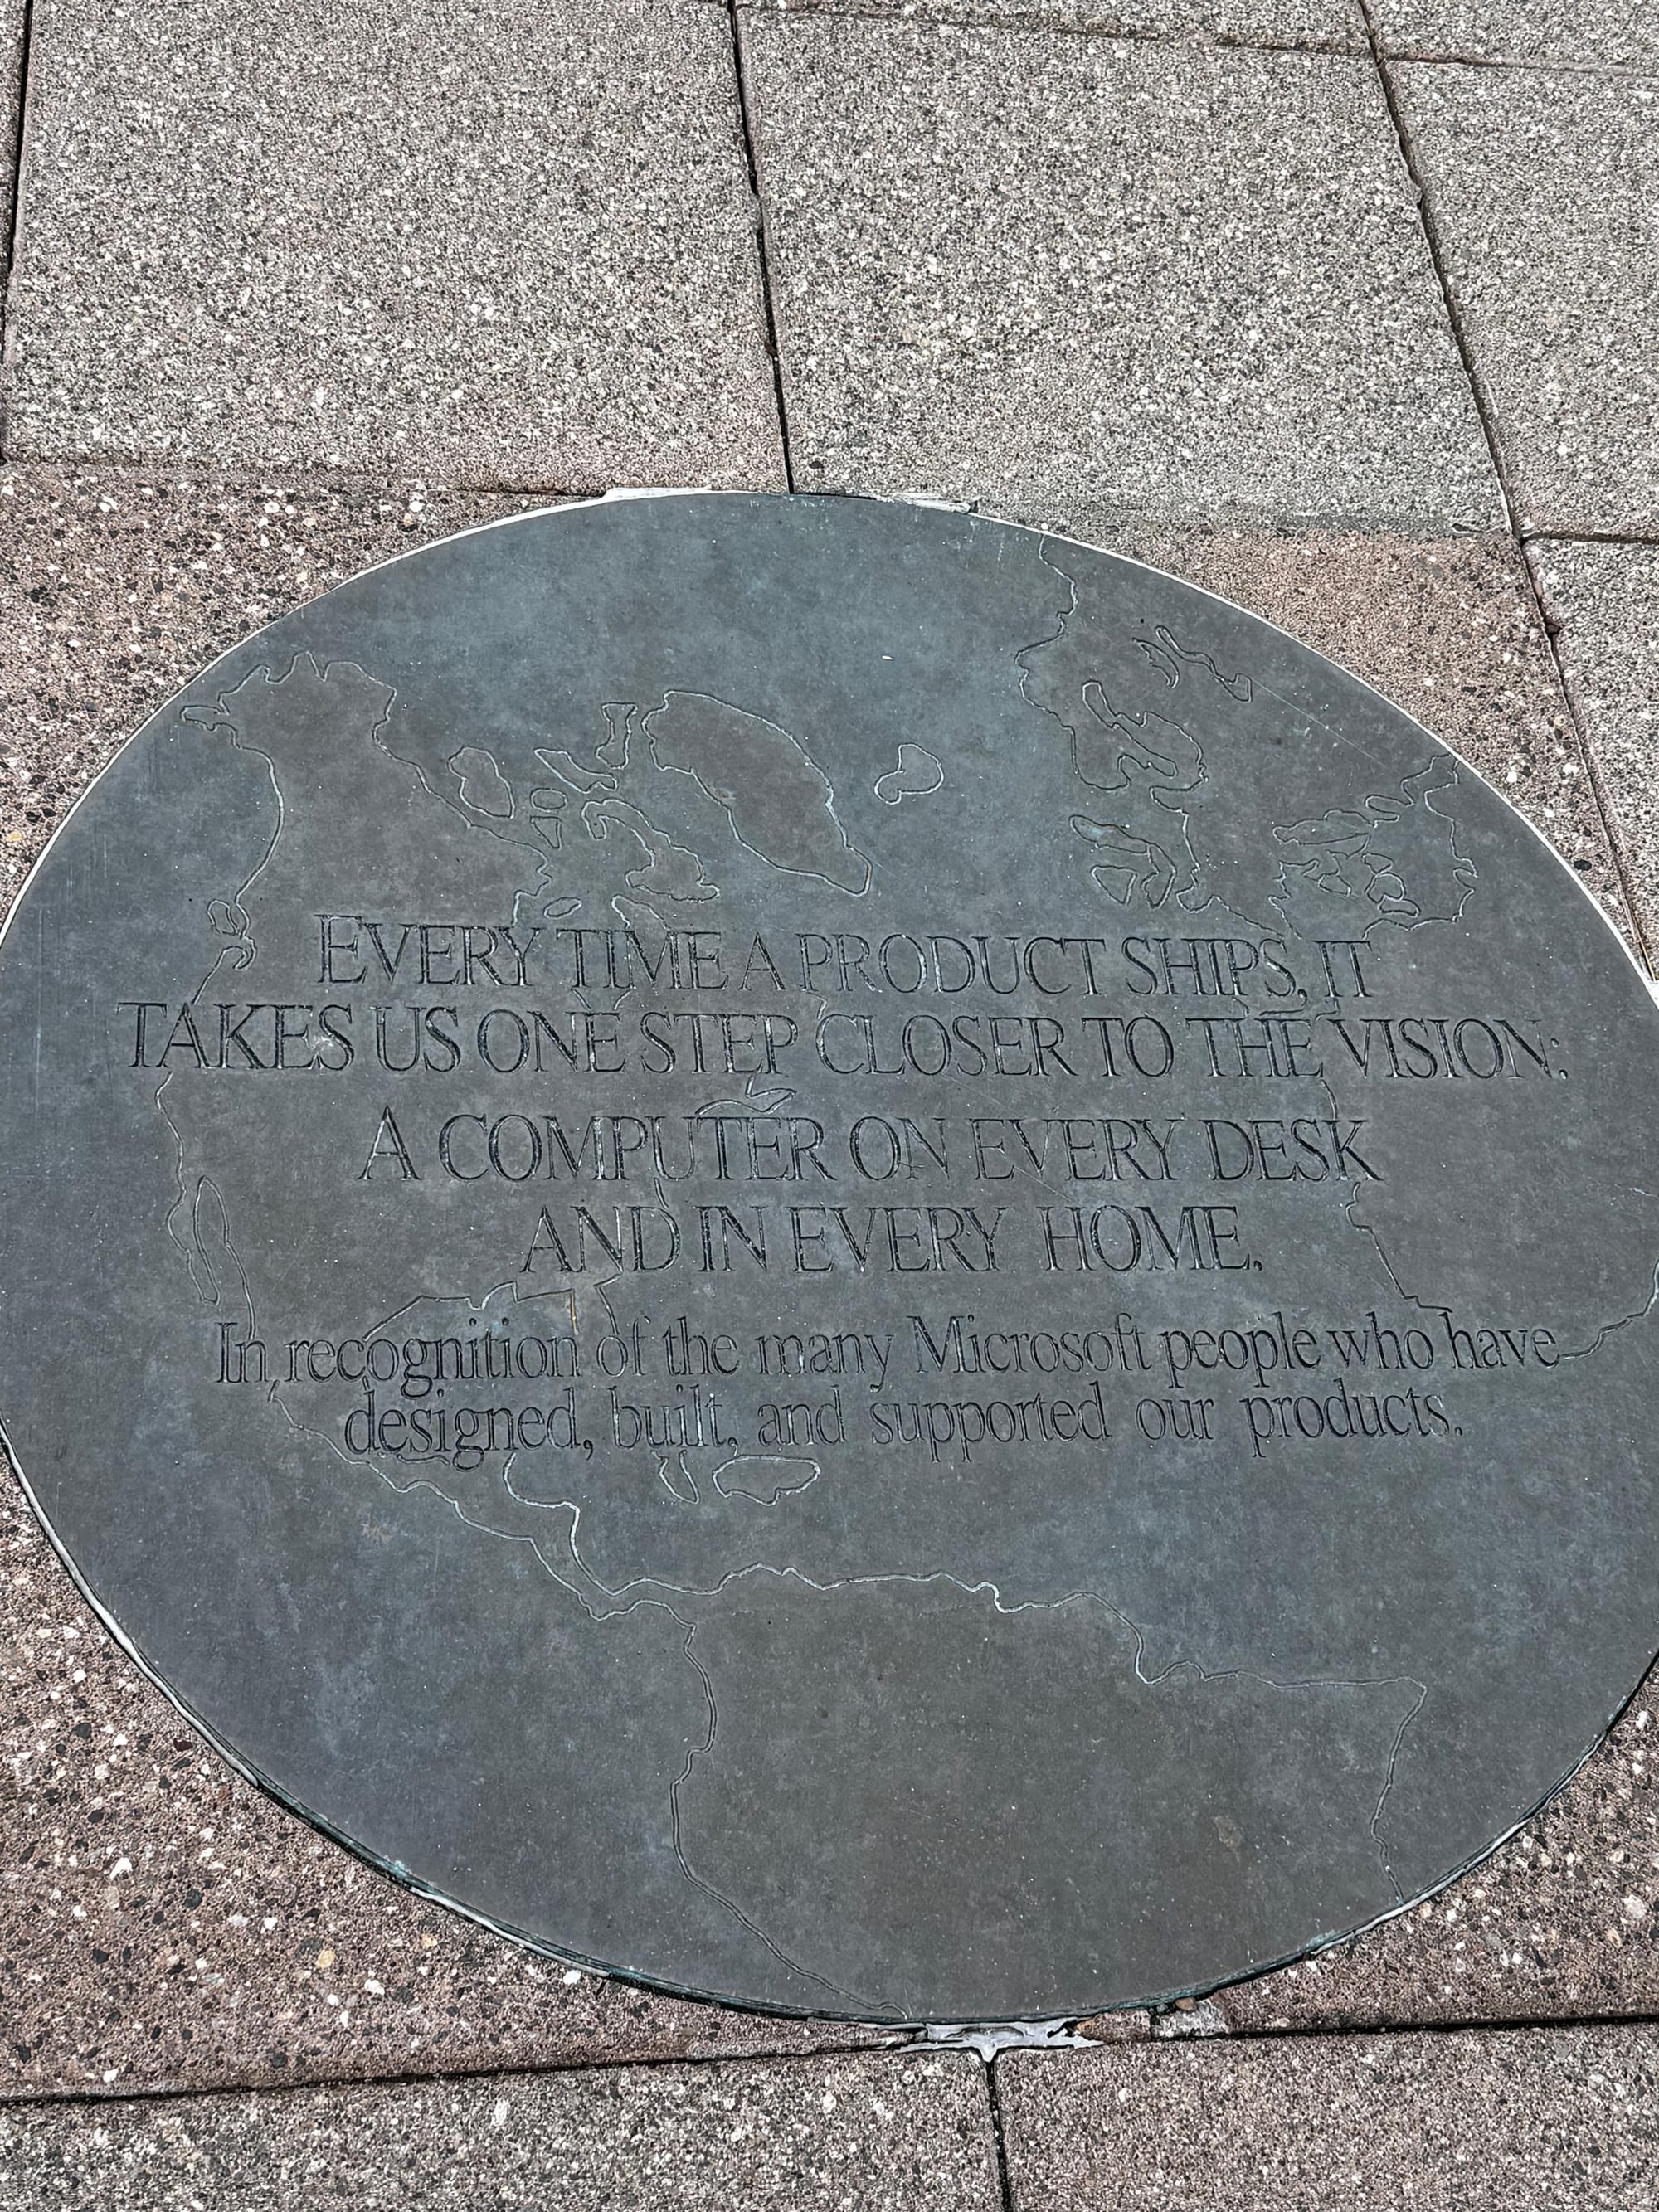 EVERY TIME A PRODUCT SHIPS, IT
TAKES US ONE STEP CLOSER TO THE VISION:
A COMPUTER ON EVERY DESK
AND IN EVERY HOME.
In recognition of the many Microsoft people who have
designed, built, and supported our products.